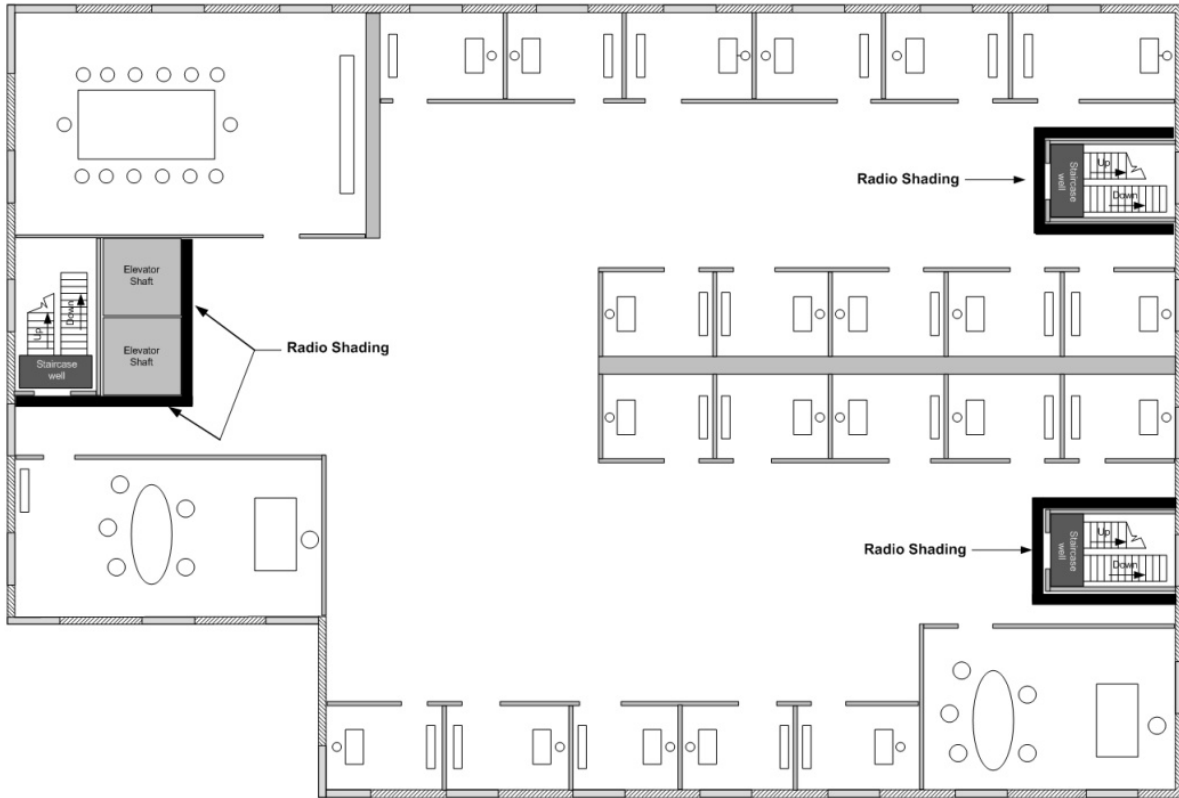 Radio Shading
Staircase
well
Up
Down
Elevator
Shaft
Elevator
Shaft
Up
Down
Staircase
well
Radio Shading
Radio Shading
Staircase
well
Up
Down